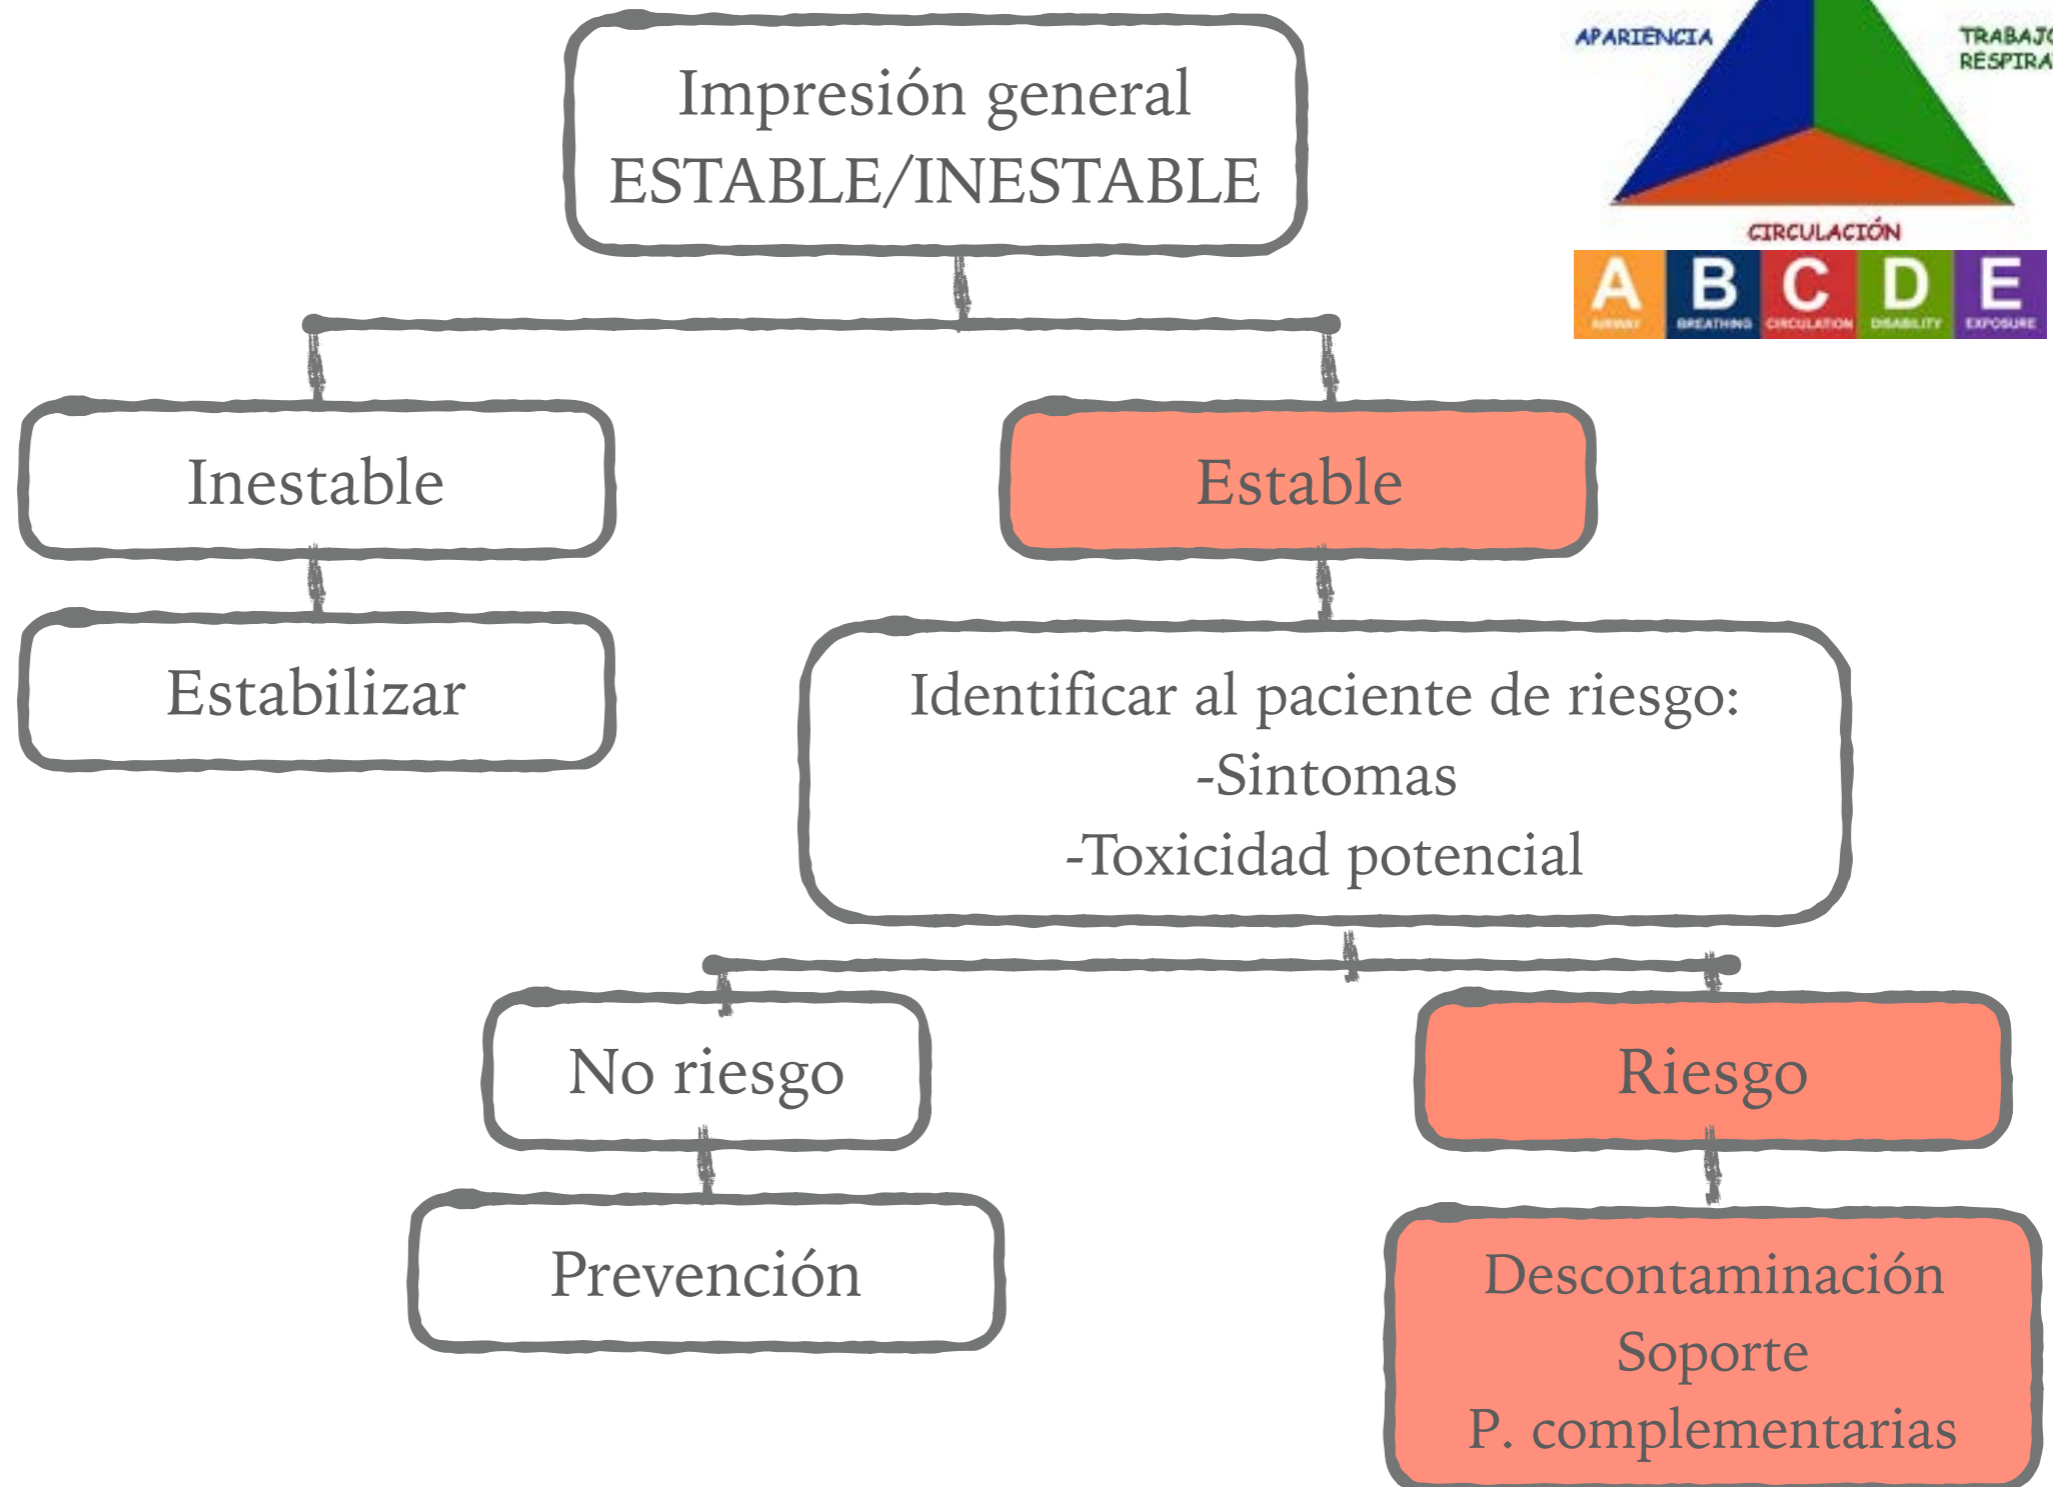 Impresión general
ESTABLE/INESTABLE
APARIENCIA
TRABAJO
RESPIRA
CIRCULACIÓN
A B C D E
AIRWAY BREATHING CIRCULATION DISABILITY EXPOSURE
Inestable
Estable
Estabilizar
Identificar al paciente de riesgo:
-Sintomas
-Toxicidad potencial
No riesgo
Riesgo
Prevención
Descontaminación
Soporte
P. complementarias